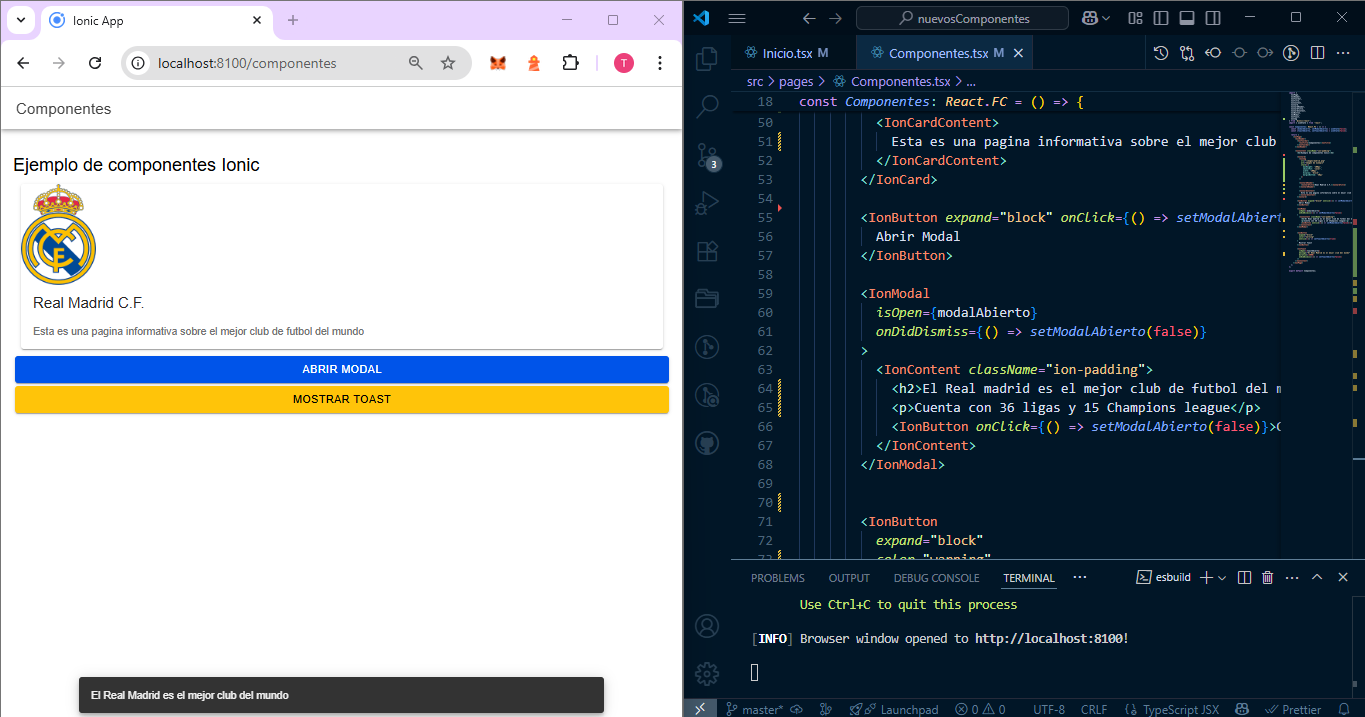 Ionic App
localhost:8100/componentes
T
Componentes
Ejemplo de componentes Ionic
Real Madrid C.F.
Esta es una pagina informativa sobre el mejor club de futbol del mundo
ABRIR MODAL
MOSTRAR TOAST
El Real Madrid es el mejor club del mundo
nuevosComponentes
Inicio.tsx M
Componentes.tsx M
src > pages > Componentes.tsx > ...
18 const Componentes: React.FC = () => {
50 <IonCardContent>
51 Esta es una pagina informativa sobre el mejor club
52 </IonCardContent>
53 </IonCard>
54
55 <IonButton expand="block" onClick={() => setModalAbiert
56 Abrir Modal
57 </IonButton>
58
59 <IonModal
60 isOpen={modalAbierto}
61 onDidDismiss={() => setModalAbierto(false)}
62 >
63 <IonContent className="ion-padding">
64 <h2>El Real madrid es el mejor club de futbol del m
65 <p>Cuenta con 36 ligas y 15 Champions league</p>
66 <IonButton onClick={() => setModalAbierto(false)}>C
67 </IonContent>
68 </IonModal>
69
70
71 <IonButton
72 expand="block"
73 color="warning"
3
PROBLEMS OUTPUT DEBUG CONSOLE TERMINAL ... esbuild
Use Ctrl+C to quit this process
[INFO] Browser window opened to http://localhost:8100!
master* Launchpad 0 0 UTF-8 CRLF {} TypeScript JSX Prettier